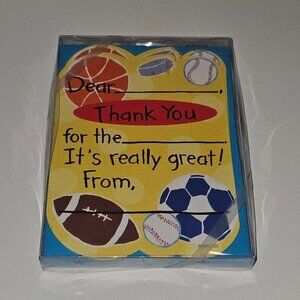 Dear
Thank You
for the
It's really great!
From,